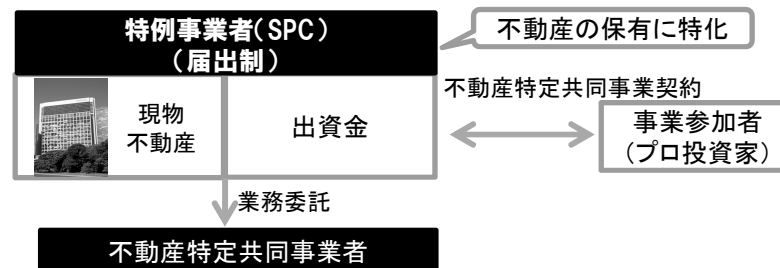 特例事業者(SPC)
(届出制)
不動産の保有に特化
現物
不動産
出資金
不動産特定共同事業契約
事業参加者
(プロ投資家)
業務委託
不動産特定共同事業者